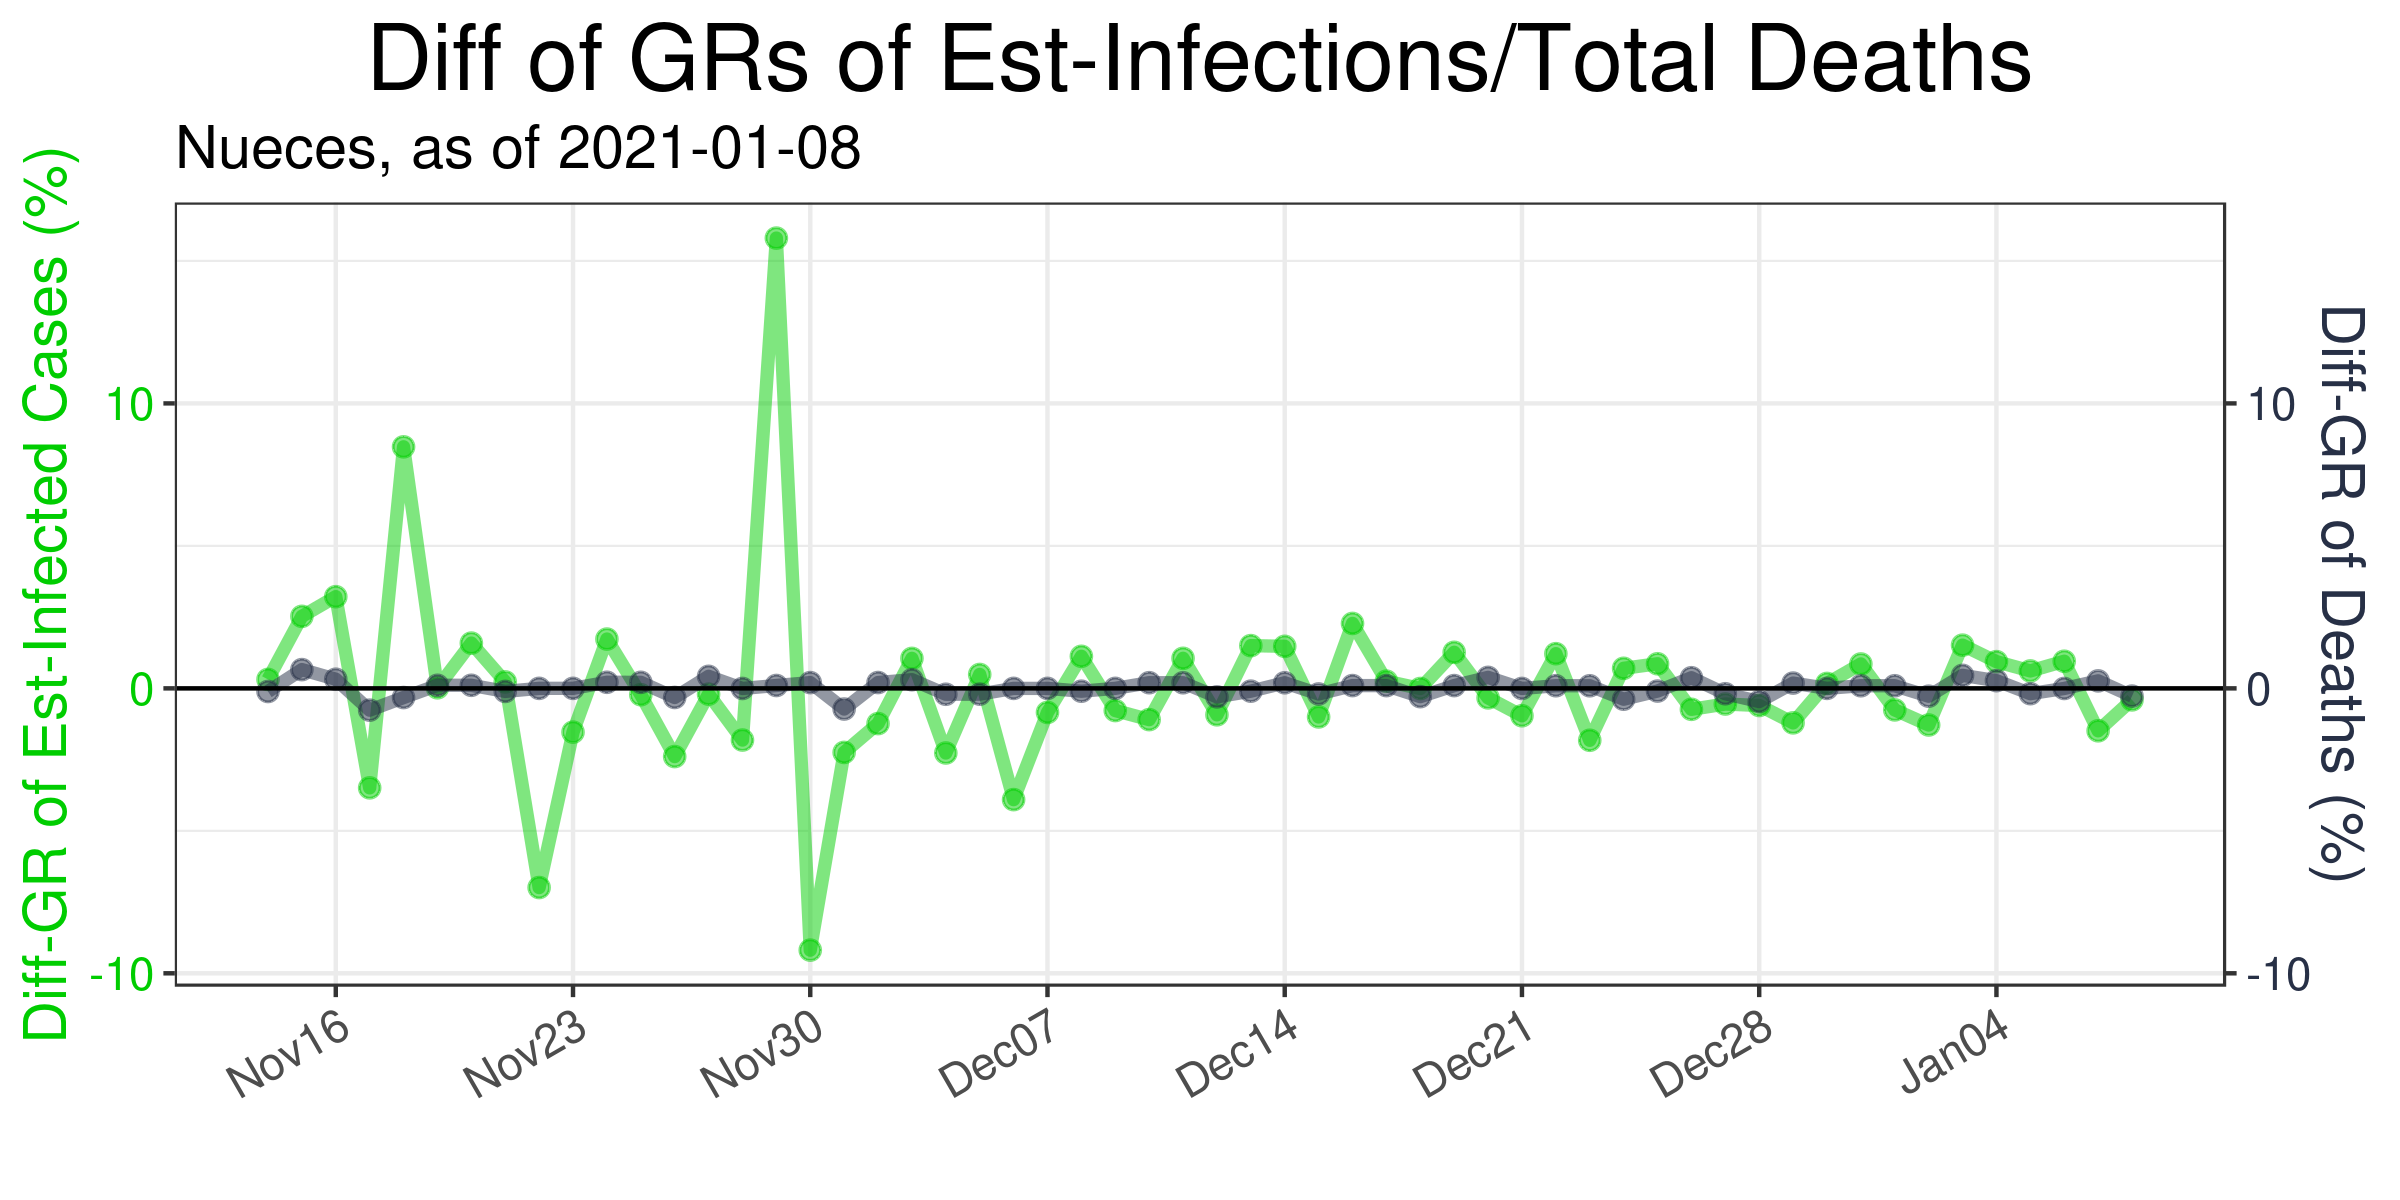 Diff of GRs of Est-Infections/Total Deaths
Nueces, as of 2021-01-08
Diff-GR of Est-Infected Cases (%)
10
0
-10
10
0
-10
Diff-GR of Deaths (%)
Nov16
Nov23
Nov30
Dec07
Dec14
Dec21
Dec28
Jan04